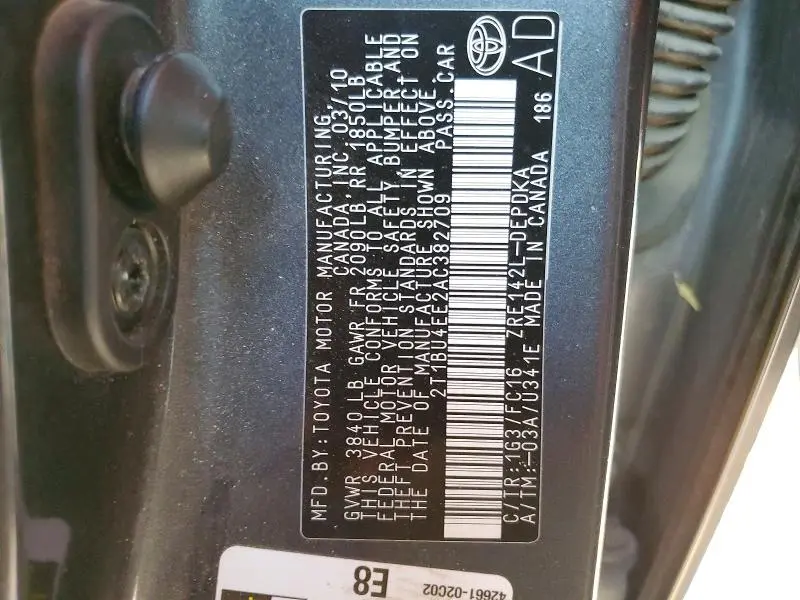 MFD.BY:TOYOTA MOTOR MANUFACTURING,
CANADA,INC. 03/10
GVWR 3840LB GAWR FR 2090LB RR 1850LB
THIS VEHICLE CONFORMS TO ALL APPLICABLE
FEDERAL MOTOR VEHICLE SAFETY, BUMPER AND
THEFT PREVENTION STANDARDS IN EFFECT ON
THE DATE OF MANUFACTURE SHOWN ABOVE.
2T1BU4EE2AC382709 PASS.CAR
C/TR:1G3/FC16 ZRE142L-DEPDKA
A/TM:-03A/U341E MADE IN CANADA 186
AD
E8
42661-02C02